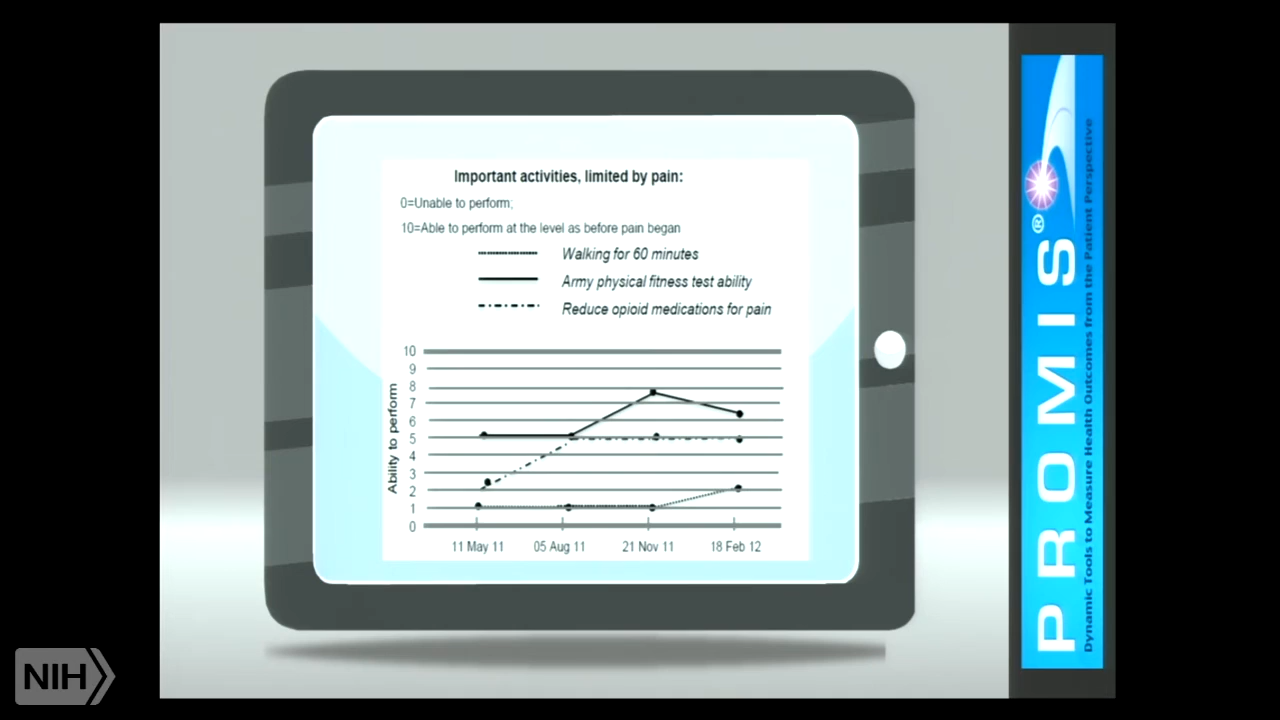 Important activities, limited by pain:
0=Unable to perform;
10=Able to perform at the level as before pain began
Walking for 60 minutes
Army physical fitness test ability
Reduce opioid medications for pain
Ability to perform
10
9
8
7
6
5
4
3
2
1
0
11 May 11 05 Aug 11 21 Nov 11 18 Feb 12
PROMIS®
Dynamic Tools to Measure Health Outcomes from the Patient Perspective
NIH